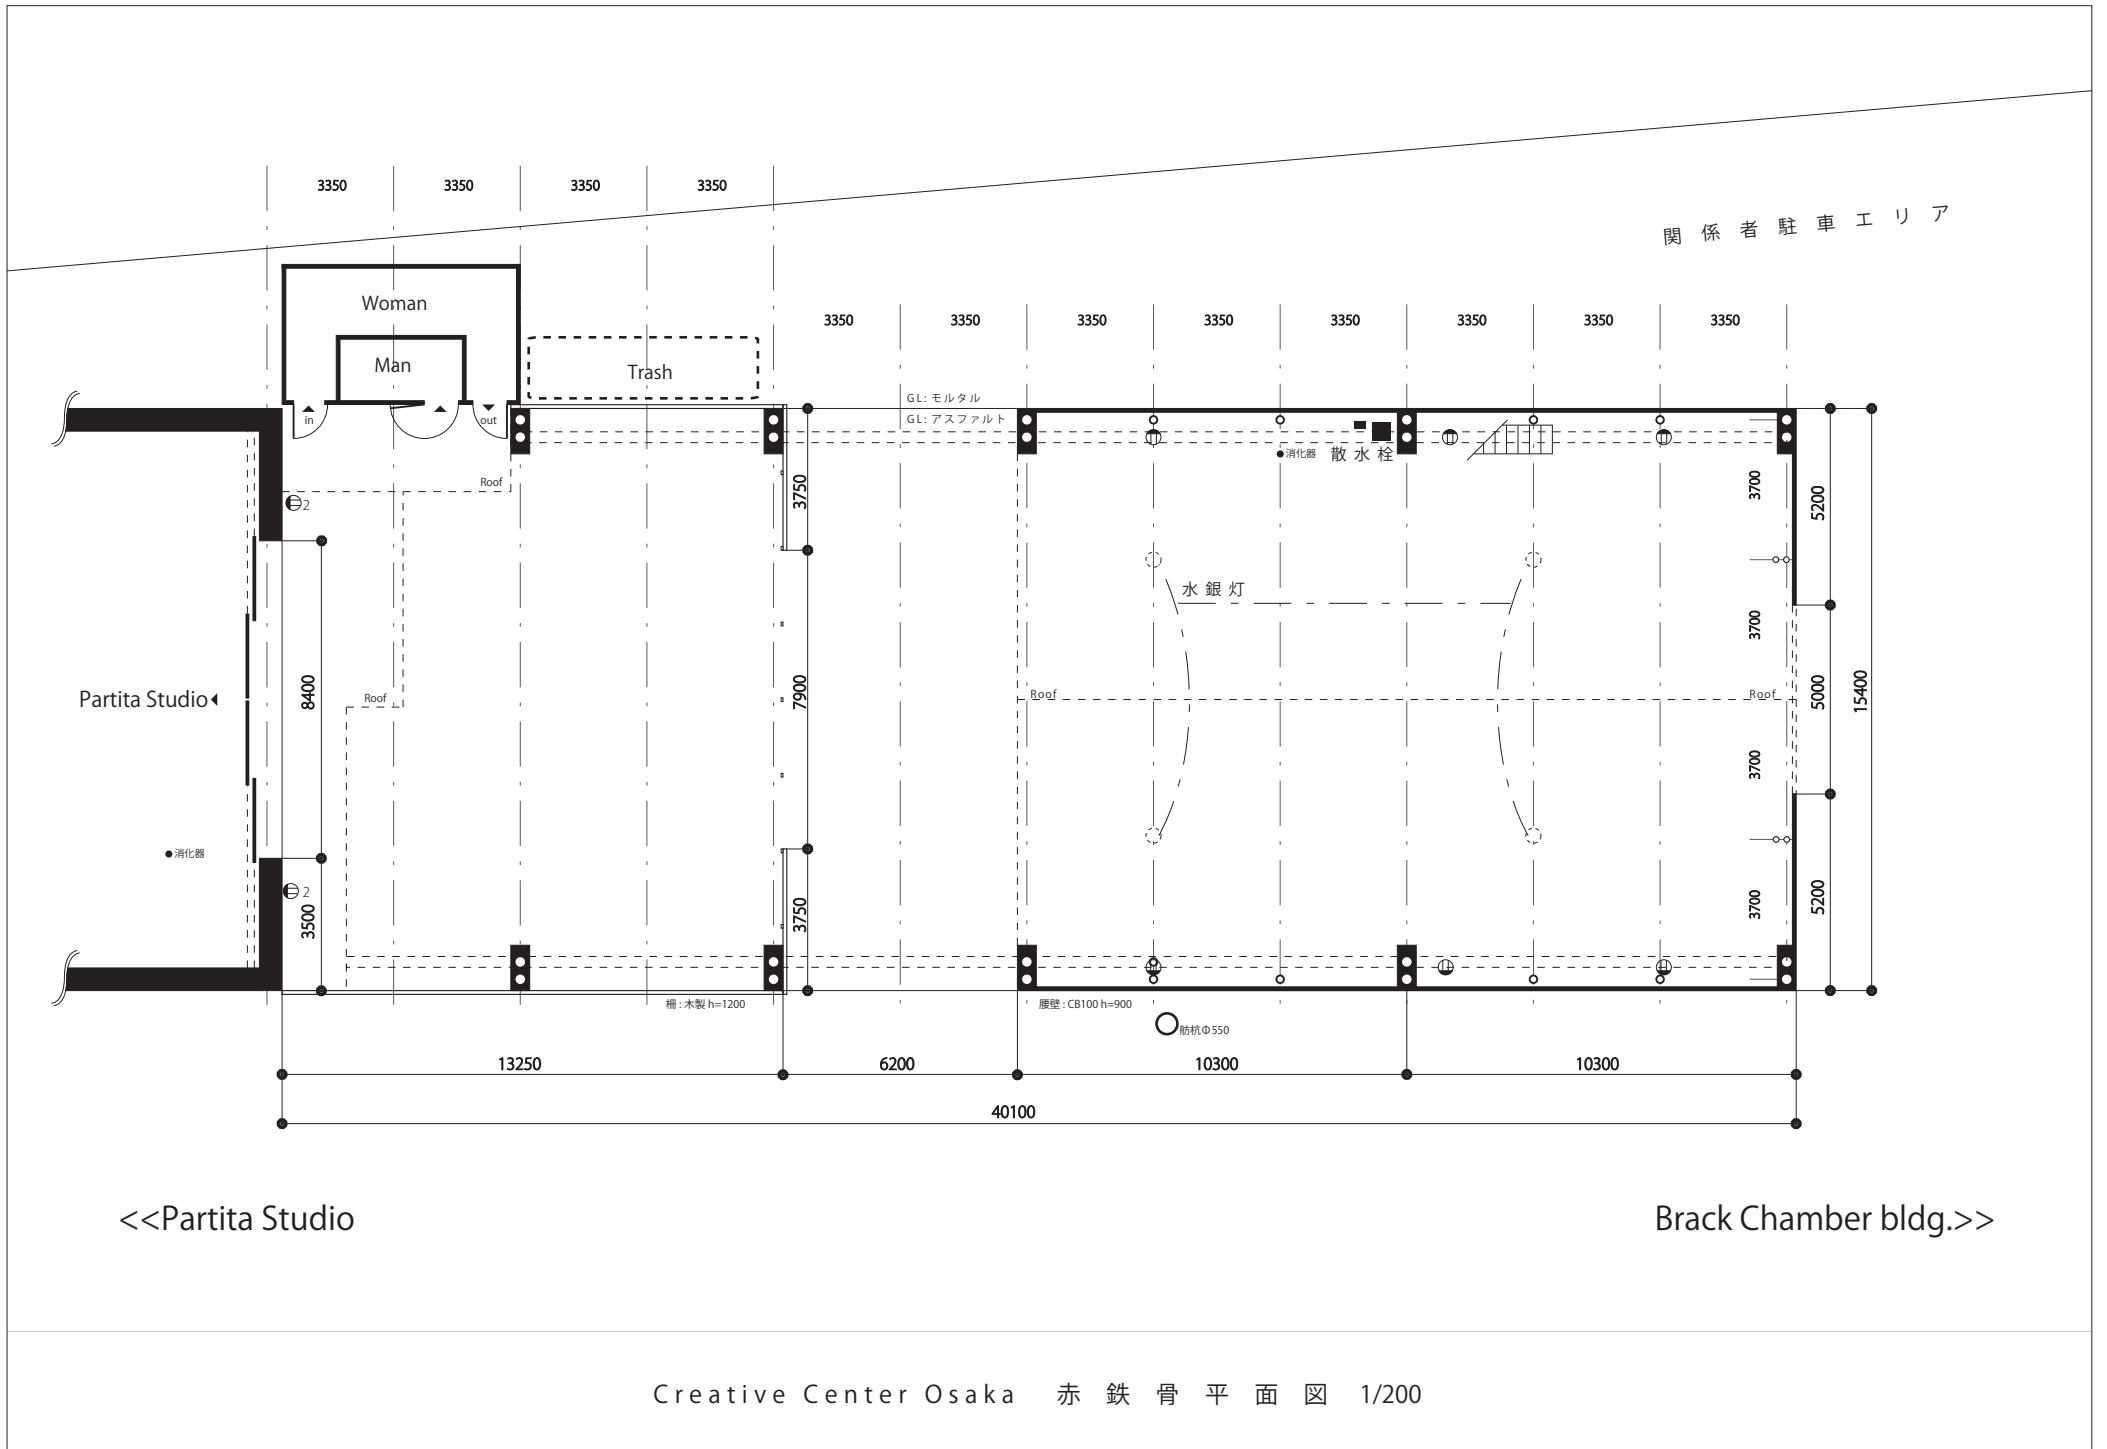 3350 3350 3350 3350
関係者駐車エリア
Woman
3350 3350 3350 3350 3350 3350 3350 3350
Man
Trash
GL: モルタル
in
out
GL: アスファルト
消化器
散水栓
Roof
2
3750
3700
5200
水銀灯
3700
8400
7900
Roof
Roof
Roof
5000
15400
Partita Studio
3700
消化器
2
3500
3750
3700
5200
柵 : 木製 h=1200
腰壁 : CB100 h=900
舫杭Φ550
13250
6200
10300
10300
40100
<<Partita Studio
Brack Chamber bldg.>>
Creative Center Osaka 赤鉄骨平面図 1/200